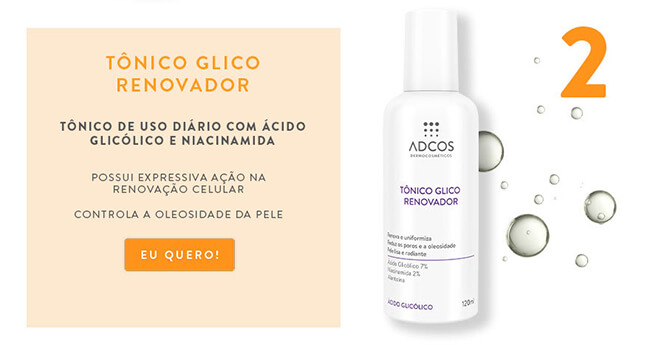 TÔNICO GLICO
RENOVADOR
TÔNICO DE USO DIÁRIO COM ÁCIDO
GLICÓLICO E NIACINAMIDA
POSSUI EXPRESSIVA AÇÃO NA
RENOVAÇÃO CELULAR
CONTROLA A OLEOSIDADE DA PELE
EU QUERO!
2
ADCOS
DERMOCOSMÉTICOS
TÔNICO GLICO
RENOVADOR
Renova e uniformiza
Reduz os poros e a oleosidade
Pele lisa e radiante
Ácido Glicólico 7%
Niacinamida 2%
Alantoína
ÁCIDO GLICÓLICO
120ml